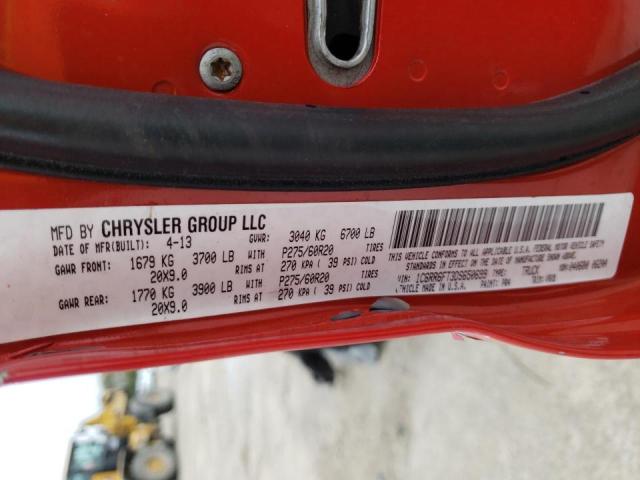 MFD BY CHRYSLER GROUP LLC
DATE OF MFR(BUILT): 4-13 GVWR: 3040 KG 6700 LB
GAWR FRONT: 1679 KG 3700 LB WITH P275/60R20 TIRES
20X9.0 RIMS AT 270 KPA ( 39 PSI) COLD
GAWR REAR: 1770 KG 3900 LB WITH P275/60R20 TIRES
20X9.0 RIMS AT 270 KPA ( 39 PSI) COLD
THIS VEHICLE CONFORMS TO ALL APPLICABLE U.S.A. FEDERAL MOTOR VEHICLE SAFETY
STANDARDS IN EFFECT ON THE DATE OF MANUFACTURE SHOWN ABOVE.
VIN: TYPE: TRUCK
PAINT: PR4 TRIM: MADE IN U.S.A.